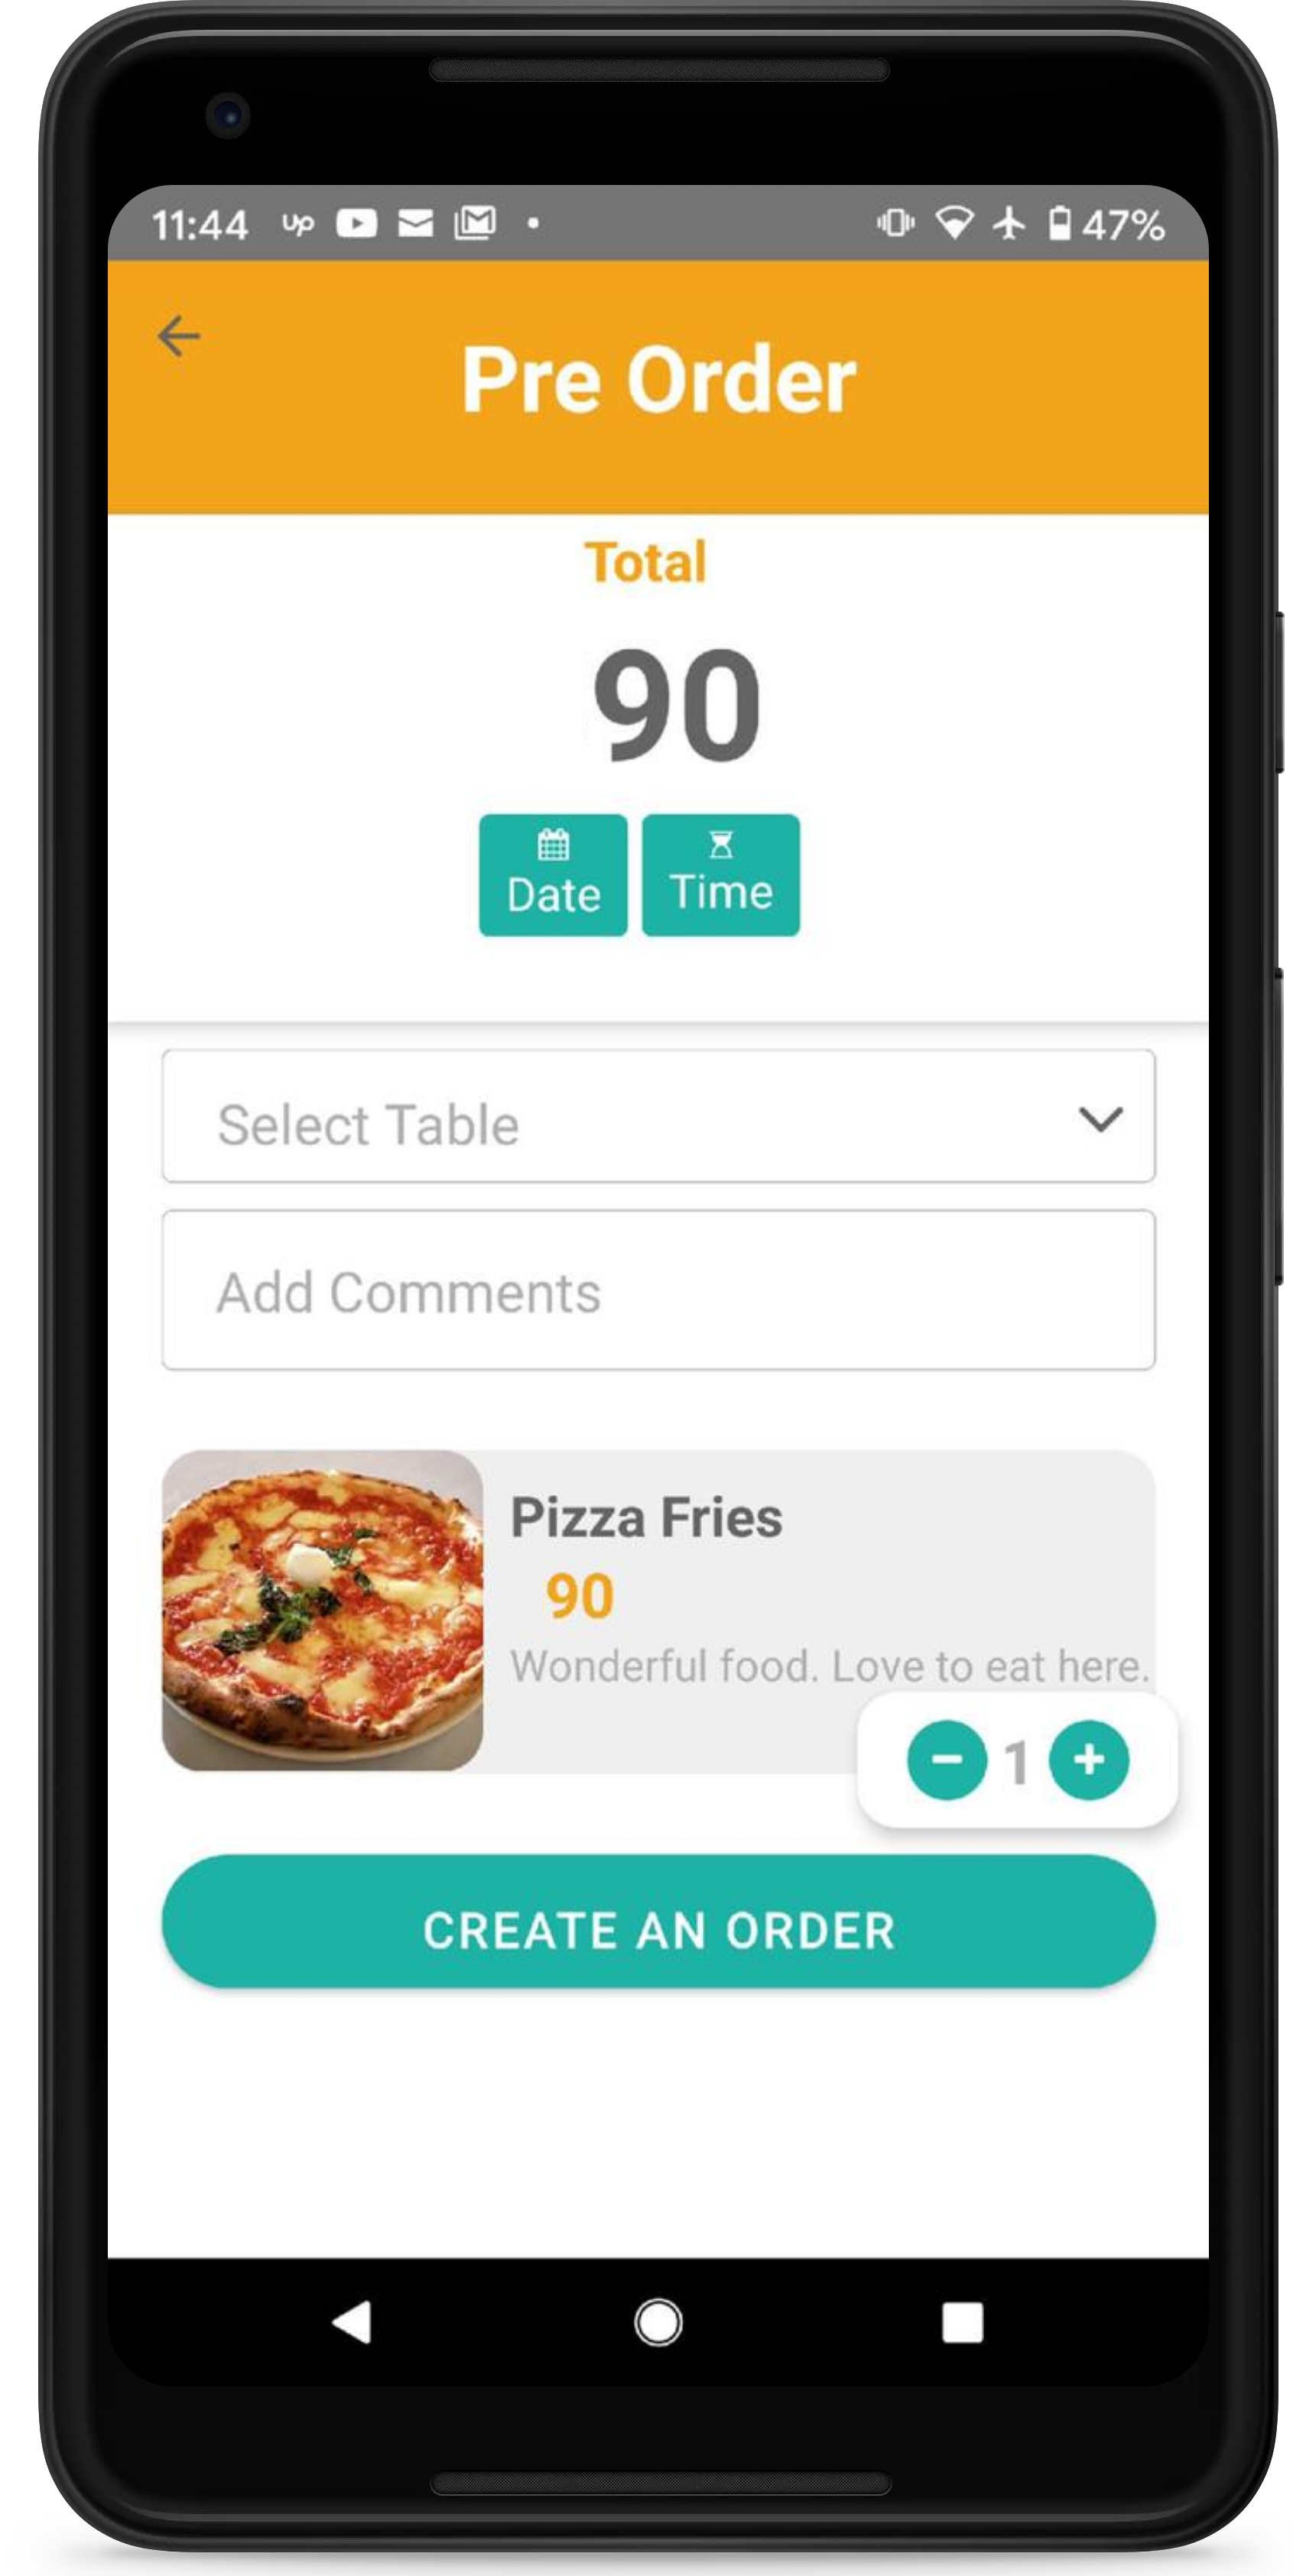 11:44 up 47%
Pre Order
Total
90
Date Time
Select Table
Add Comments
Pizza Fries
90
Wonderful food. Love to eat here.
1
CREATE AN ORDER